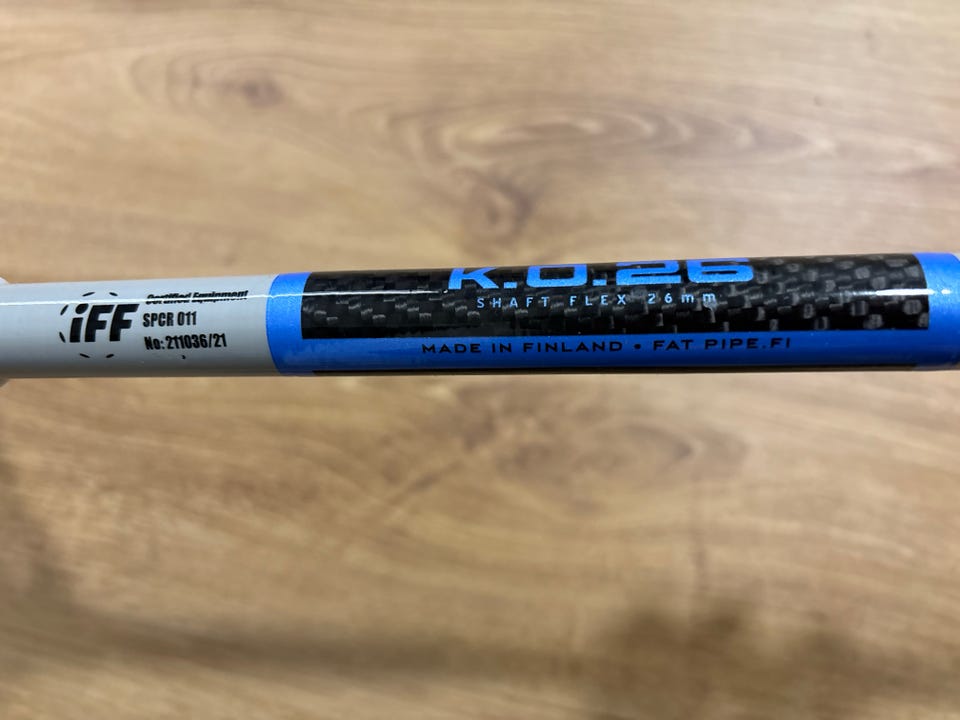 Certified Equipment
iFF SPCR 011
No: 211036/21
K.O.26
SHAFT FLEX 26mm
MADE IN FINLAND • FAT PIPE.FI